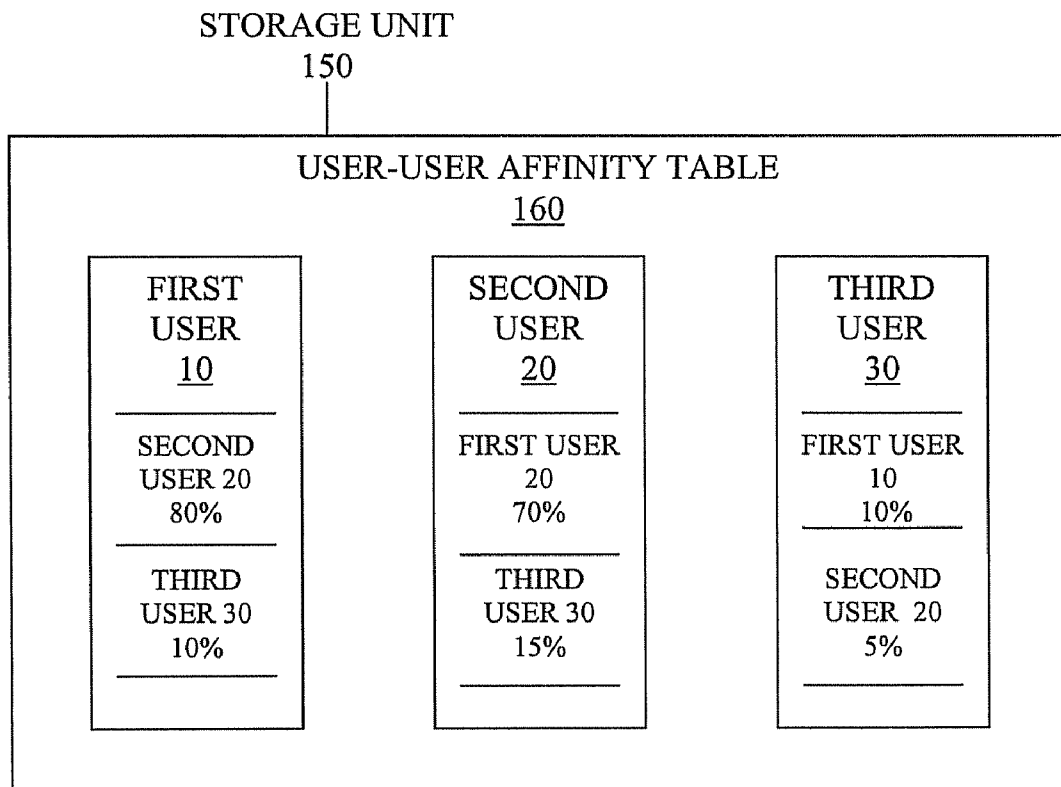 STORAGE UNIT
150
USER-USER AFFINITY TABLE
160
FIRST
USER
10
SECOND
USER 20
80%
THIRD
USER 30
10%
SECOND
USER
20
FIRST USER
20
70%
THIRD
USER 30
15%
THIRD
USER
30
FIRST USER
10
10%
SECOND
USER 20
5%